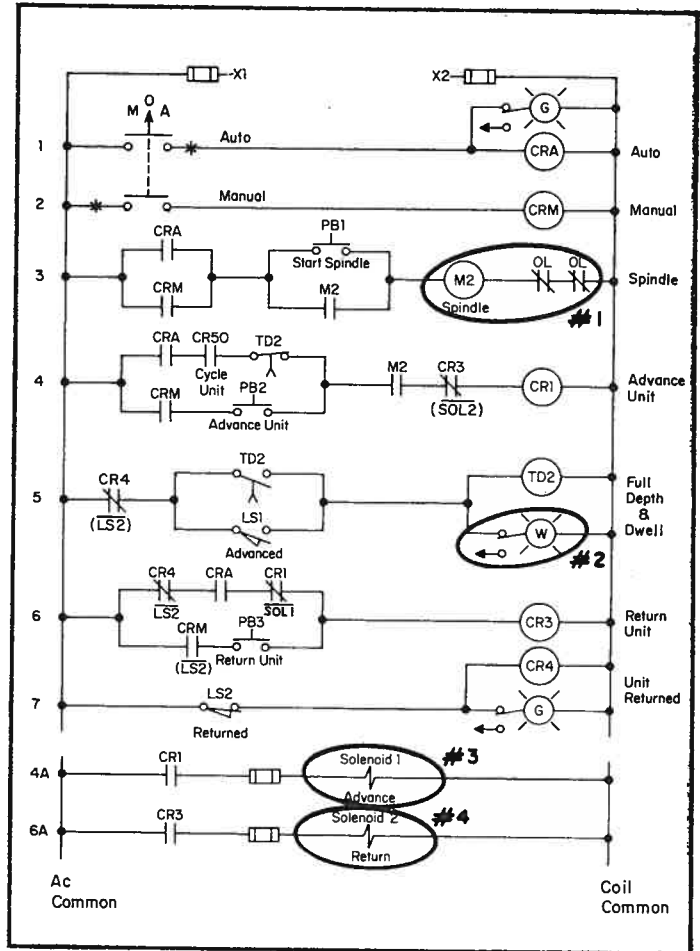 X1 X2
M O A G
1 Auto CRA Auto
2 Manual CRM Manual
CRA PB1
Start Spindle
3 M2 OL OL Spindle
CRM M2 Spindle #1
CRA CR50 TD2
Cycle Unit
4 M2 CR3 CR1 Advance Unit
CRM PB2 (SOL2)
Advance Unit
TD2 TD2
5 CR4 Full Depth & Dwell
(LS2) LS1 W
Advanced #2
CR4 CRA CR1
LS2 SOL1
6 CR3 Return Unit
CRM PB3
(LS2) Return Unit
CR4
7 LS2 Unit Returned
G
Returned
4A CR1 Solenoid 1 #3
Advance
6A CR3 Solenoid 2 #4
Return
Ac Common
Coil Common